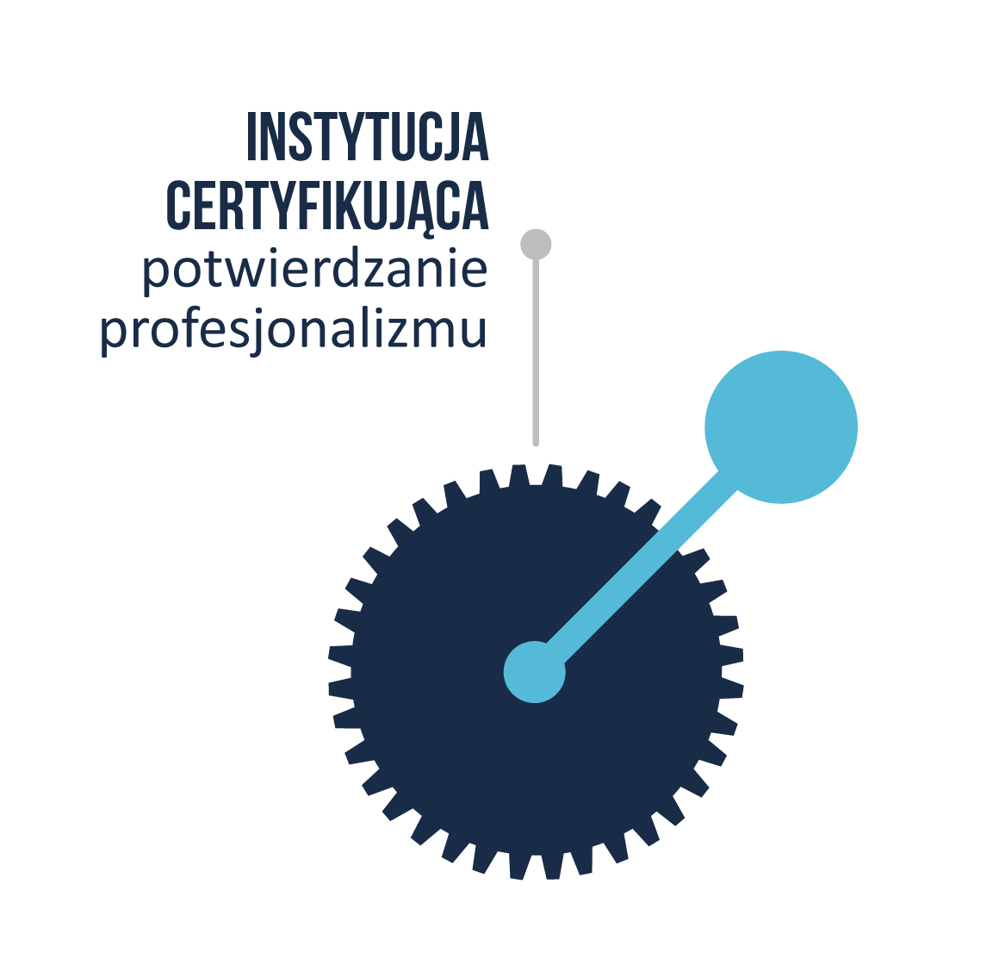 INSTYTUCJA
CERTYFIKUJĄCA
potwierdzanie
profesjonalizmu